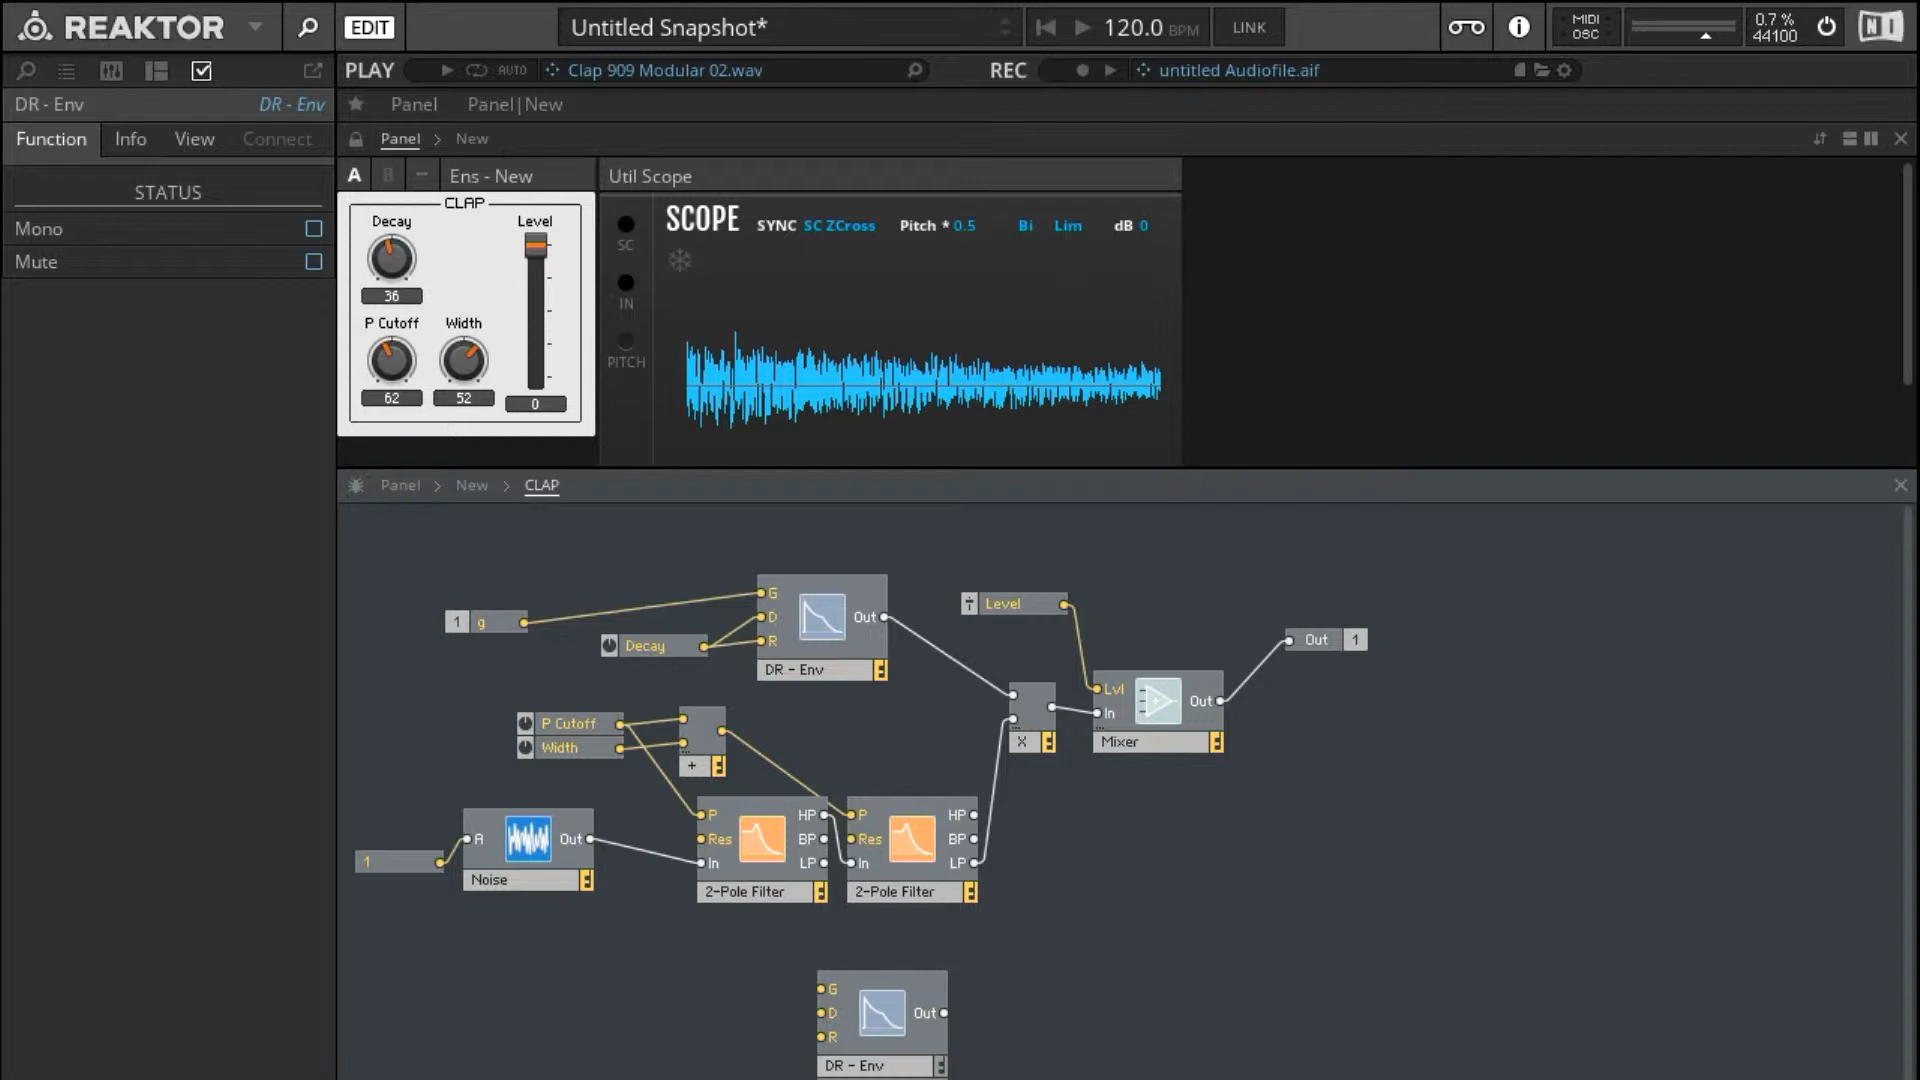 REAKTOR EDIT Untitled Snapshot* 120.0 BPM LINK MIDI OSC 0.7 % 44100
PLAY AUTO Clap 909 Modular 02.wav REC untitled Audiofile.aif
DR - Env DR - Env Panel Panel|New
Function Info View Connect Panel > New
A B – Ens - New Util Scope
STATUS
Mono
Mute
CLAP
Decay Level
36
P Cutoff Width
62 52 0
SCOPE SYNC SC ZCross Pitch * 0.5 Bi Lim dB 0
SC
IN
PITCH
Panel > New > CLAP
1 g
Decay
G
D Out
R
DR - Env
Level
Out 1
P Cutoff
Width
+
X
Lvl Out
In
Mixer
1
A Out
Noise
P HP
Res BP
In LP
2-Pole Filter
P HP
Res BP
In LP
2-Pole Filter
G
D Out
R
DR - Env